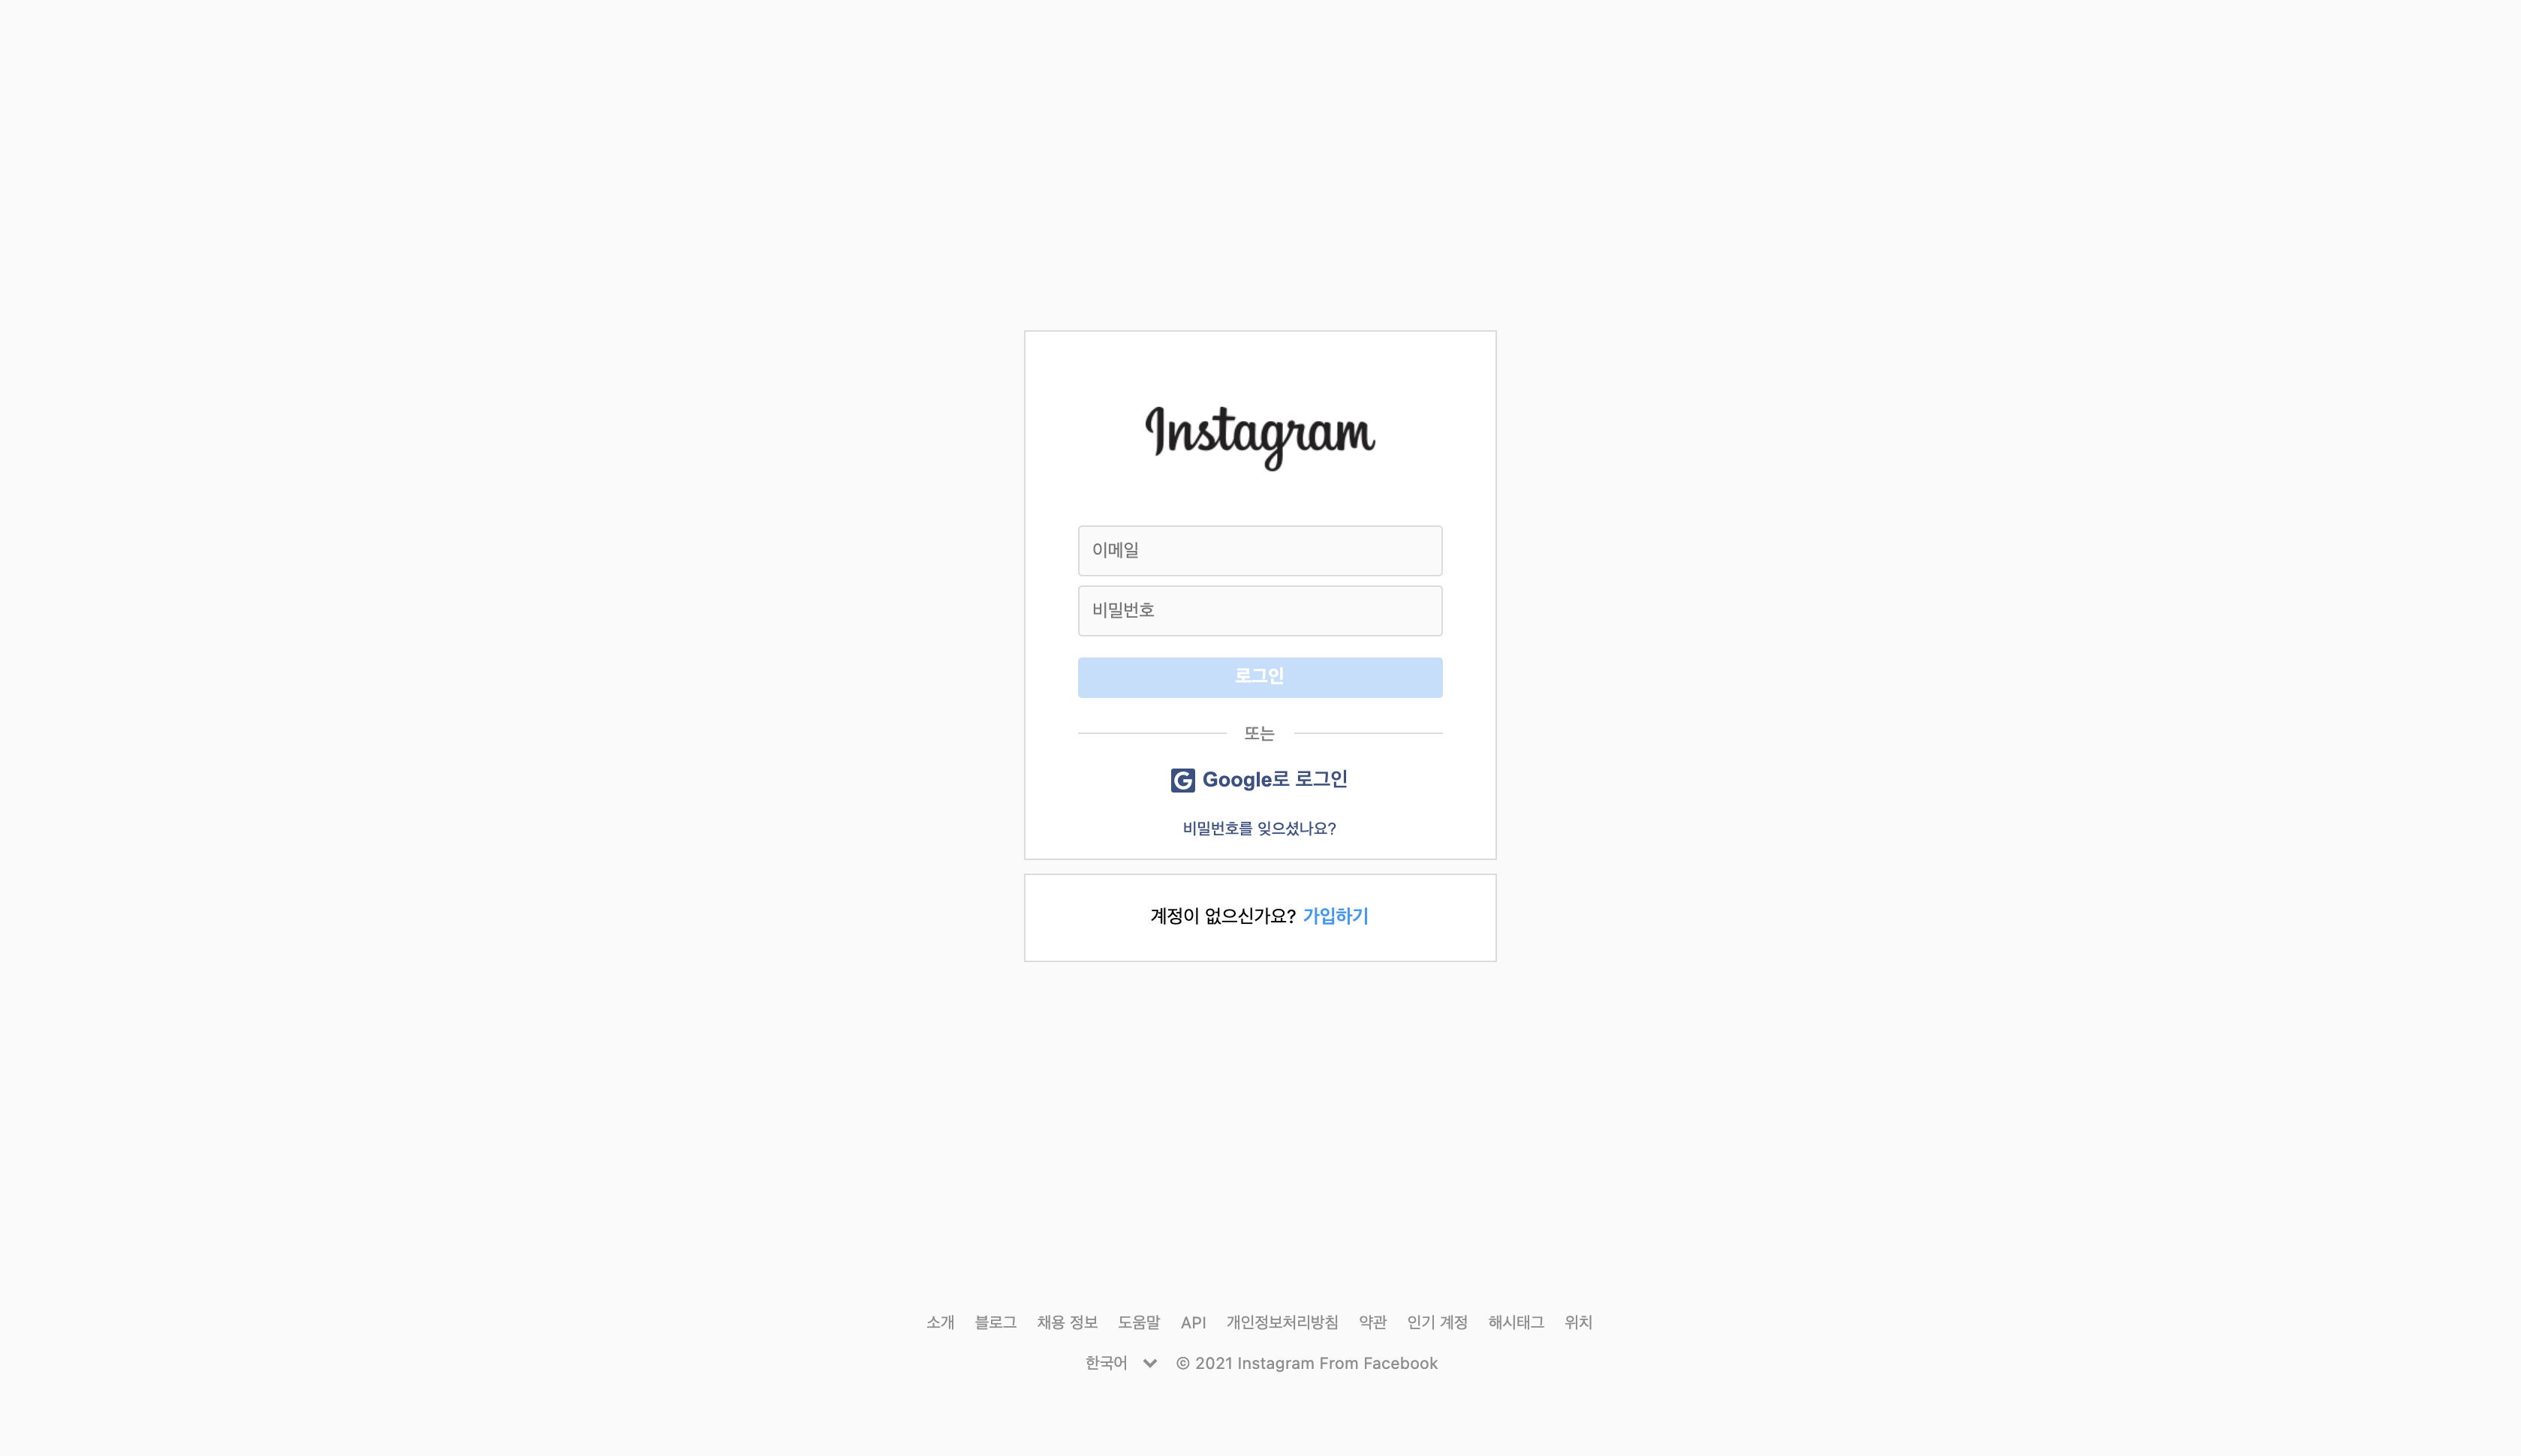 Instagram
이메일
비밀번호
로그인
또는
Google로 로그인
비밀번호를 잊으셨나요?
계정이 없으신가요? 가입하기
소개 블로그 채용 정보 도움말 API 개인정보처리방침 약관 인기 계정 해시태그 위치
한국어 © 2021 Instagram From Facebook